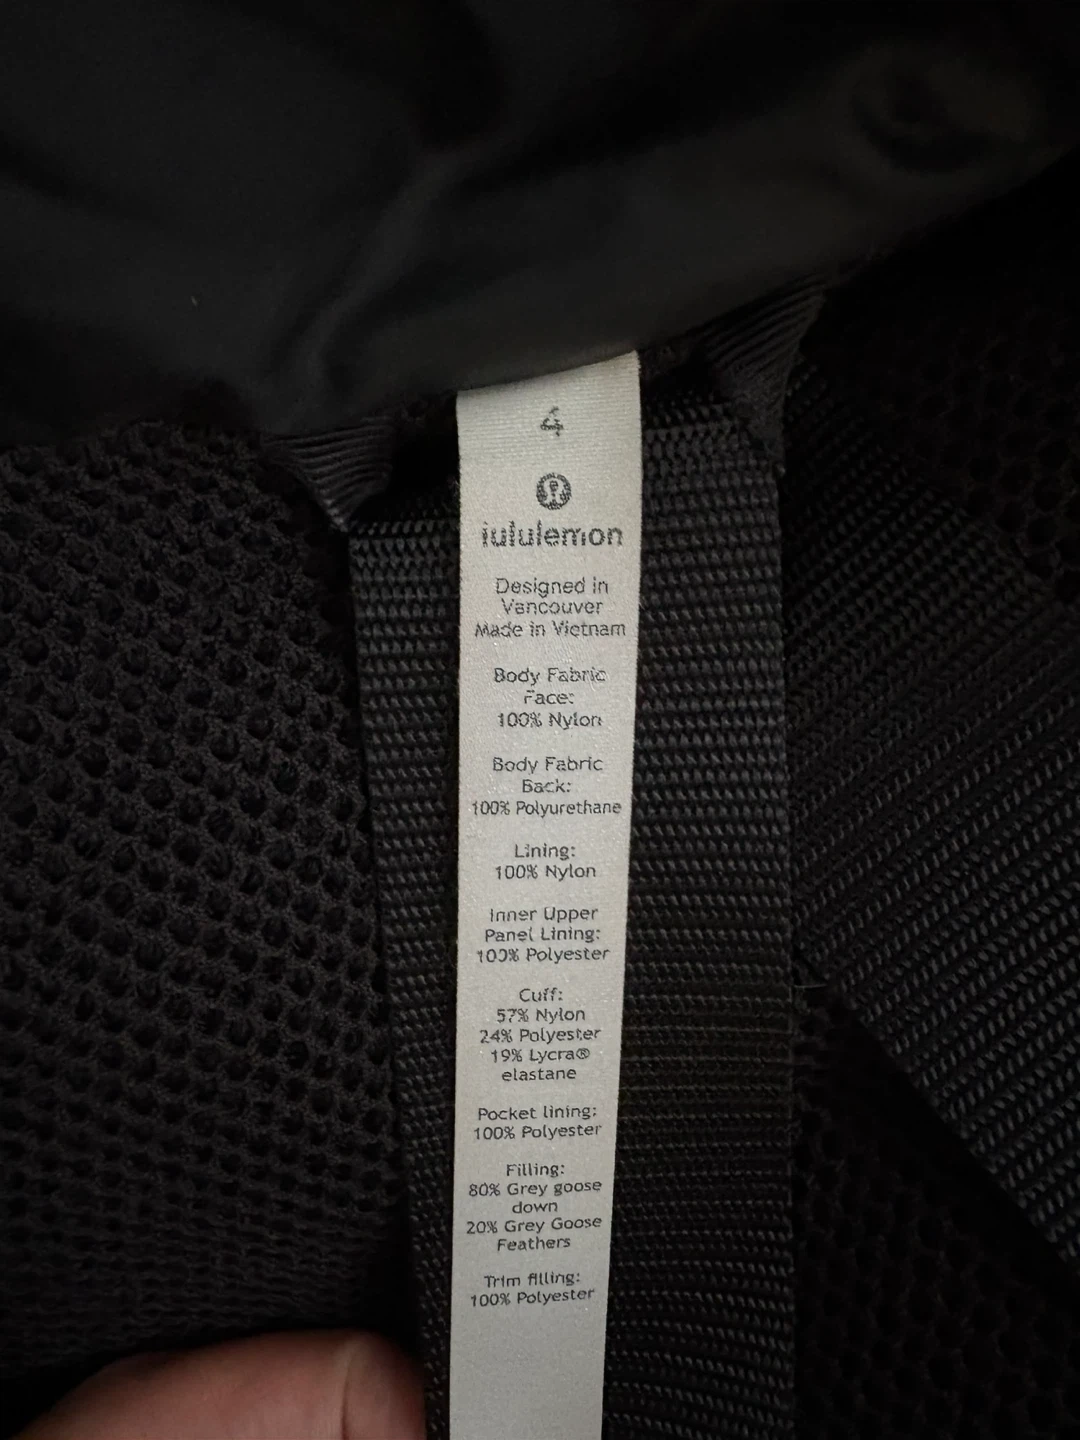 4
lululemon
Designed in
Vancouver
Made in Vietnam
Body Fabric
Face:
100% Nylon
Body Fabric
Back:
100% Polyurethane
Lining:
100% Nylon
Inner Upper
Panel Lining:
100% Polyester
Cuff:
57% Nylon
24% Polyester
19% Lycra®
elastane
Pocket lining:
100% Polyester
Filling:
80% Grey goose
down
20% Grey Goose
Feathers
Trim filling:
100% Polyester